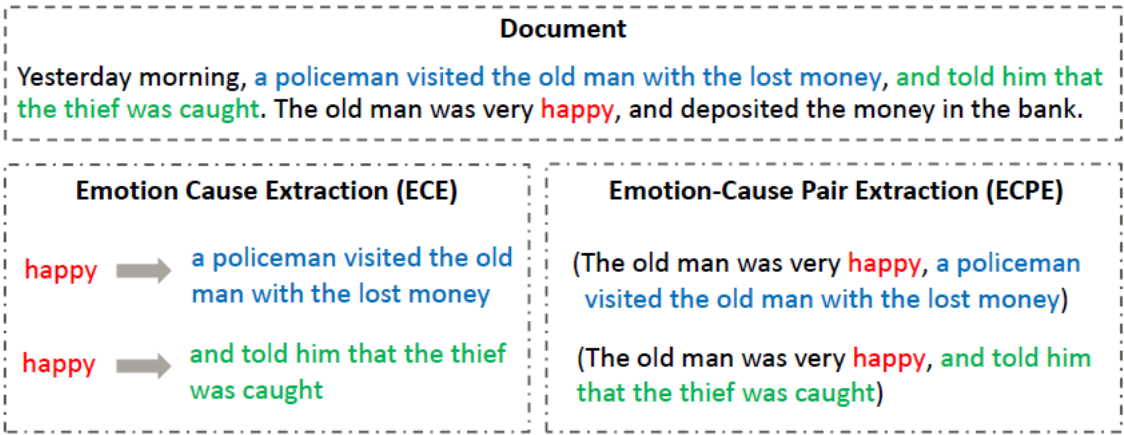 Document
Yesterday morning, a policeman visited the old man with the lost money, and told him that
the thief was caught. The old man was very happy, and deposited the money in the bank.
Emotion Cause Extraction (ECE)
happy
a policeman visited the old
man with the lost money
happy
and told him that the thief
was caught
Emotion-Cause Pair Extraction (ECPE)
(The old man was very happy, a policeman
visited the old man with the lost money)
(The old man was very happy, and told him
that the thief was caught)